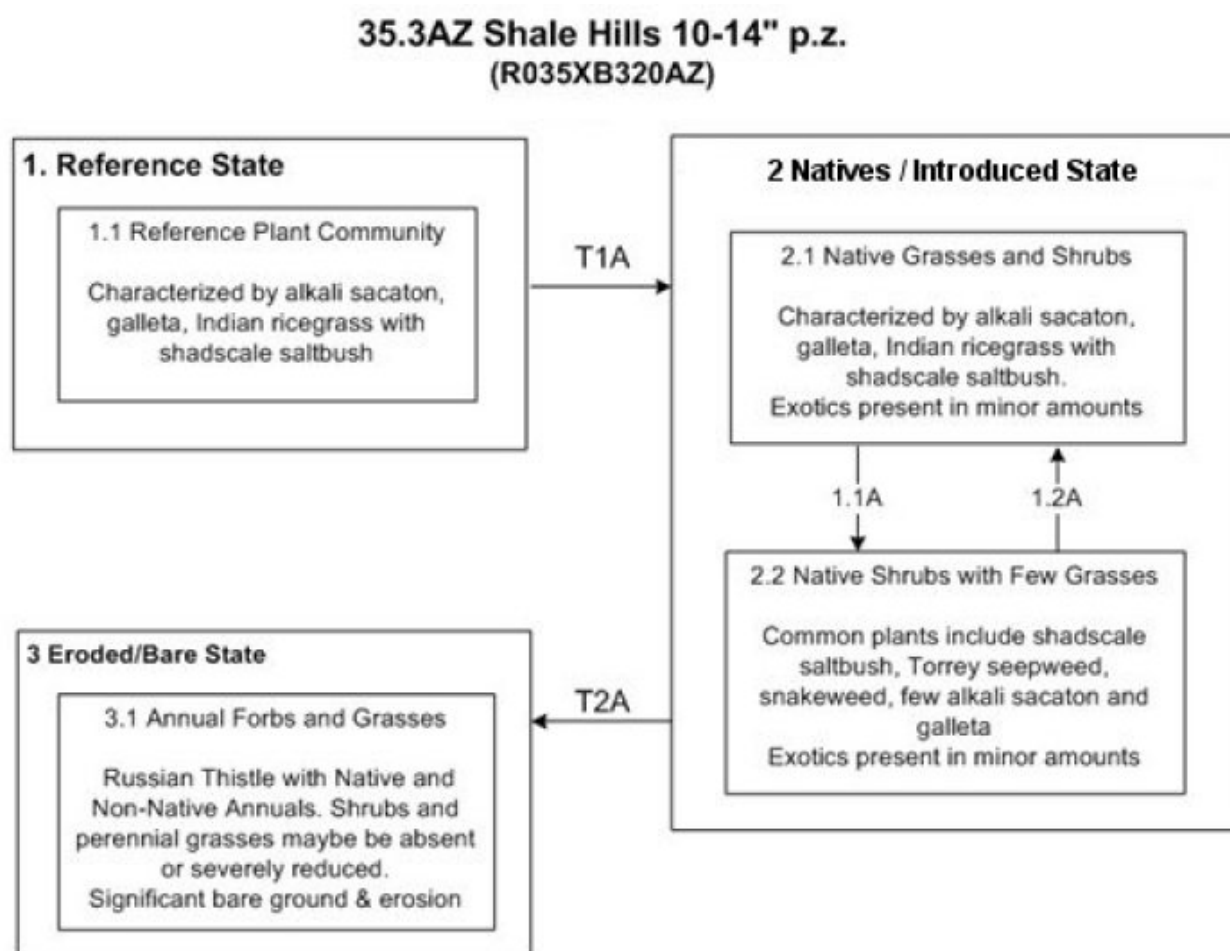 35.3AZ Shale Hills 10-14" p.z.
(R035XB320AZ)
1. Reference State
1.1 Reference Plant Community
Characterized by alkali sacaton,
galleta, Indian ricegrass with
shadscale saltbush
T1A
2 Natives / Introduced State
2.1 Native Grasses and Shrubs
Characterized by alkali sacaton,
galleta, Indian ricegrass with
shadscale saltbush.
Exotics present in minor amounts
1.1A
1.2A
2.2 Native Shrubs with Few Grasses
Common plants include shadscale
saltbush, Torrey seepweed,
snakeweed, few alkali sacaton and
galleta
Exotics present in minor amounts
T2A
3 Eroded/Bare State
3.1 Annual Forbs and Grasses
Russian Thistle with Native and
Non-Native Annuals. Shrubs and
perennial grasses maybe be absent
or severely reduced.
Significant bare ground & erosion